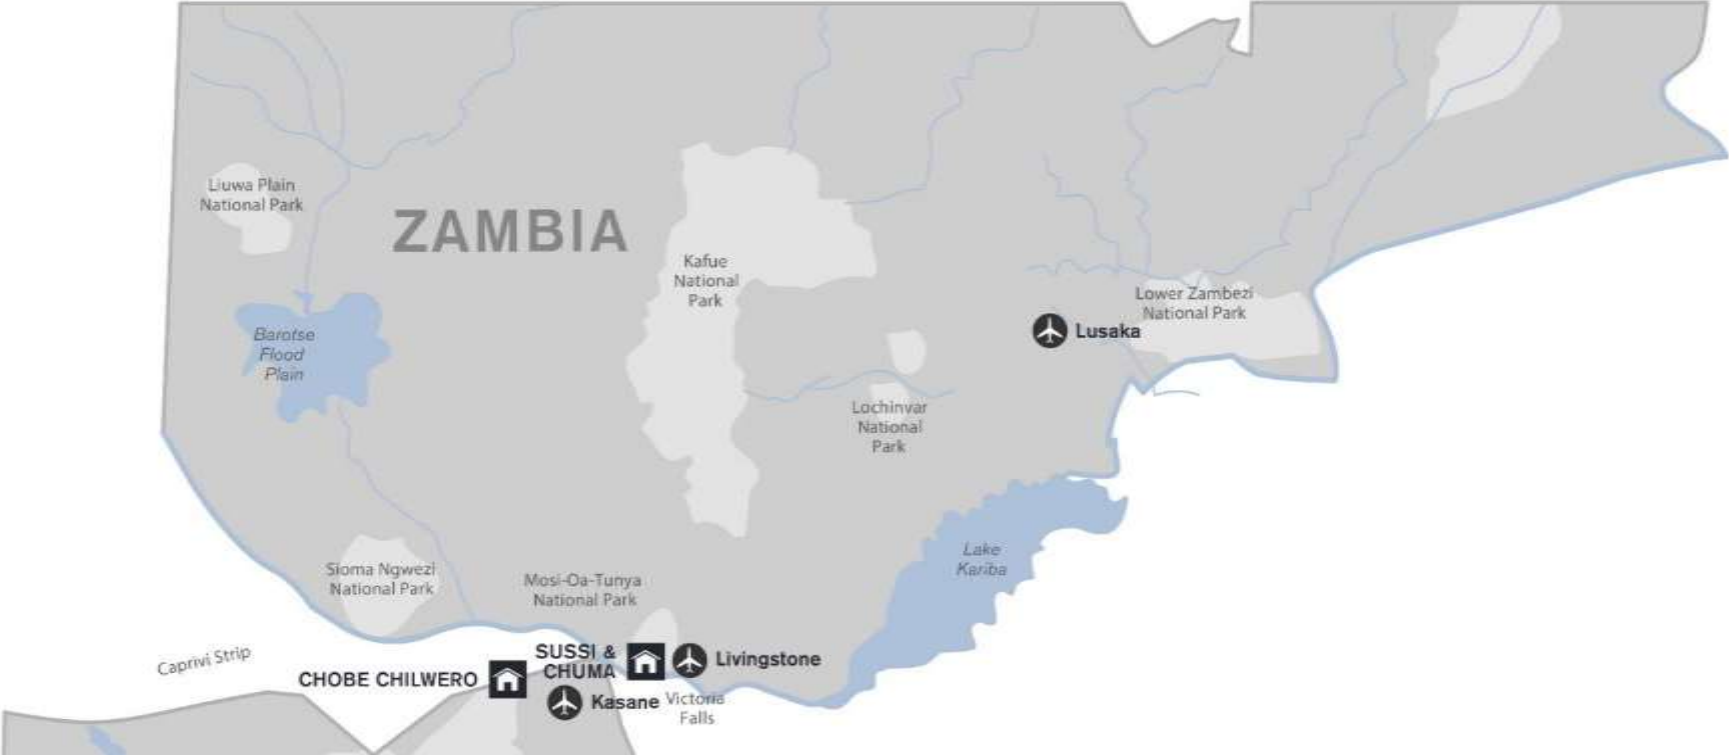 Liuwa Plain
National Park
ZAMBIA
Kafue
National
Park
Lower Zambezi
National Park
Lusaka
Barotse
Flood
Plain
Lochinvar
National
Park
Lake
Kariba
Sioma Ngwezi
National Park
Mosi-Oa-Tunya
National Park
Caprivi Strip
CHOBE CHILWERO
SUSSI &
CHUMA
Livingstone
Kasane
Victoria
Falls